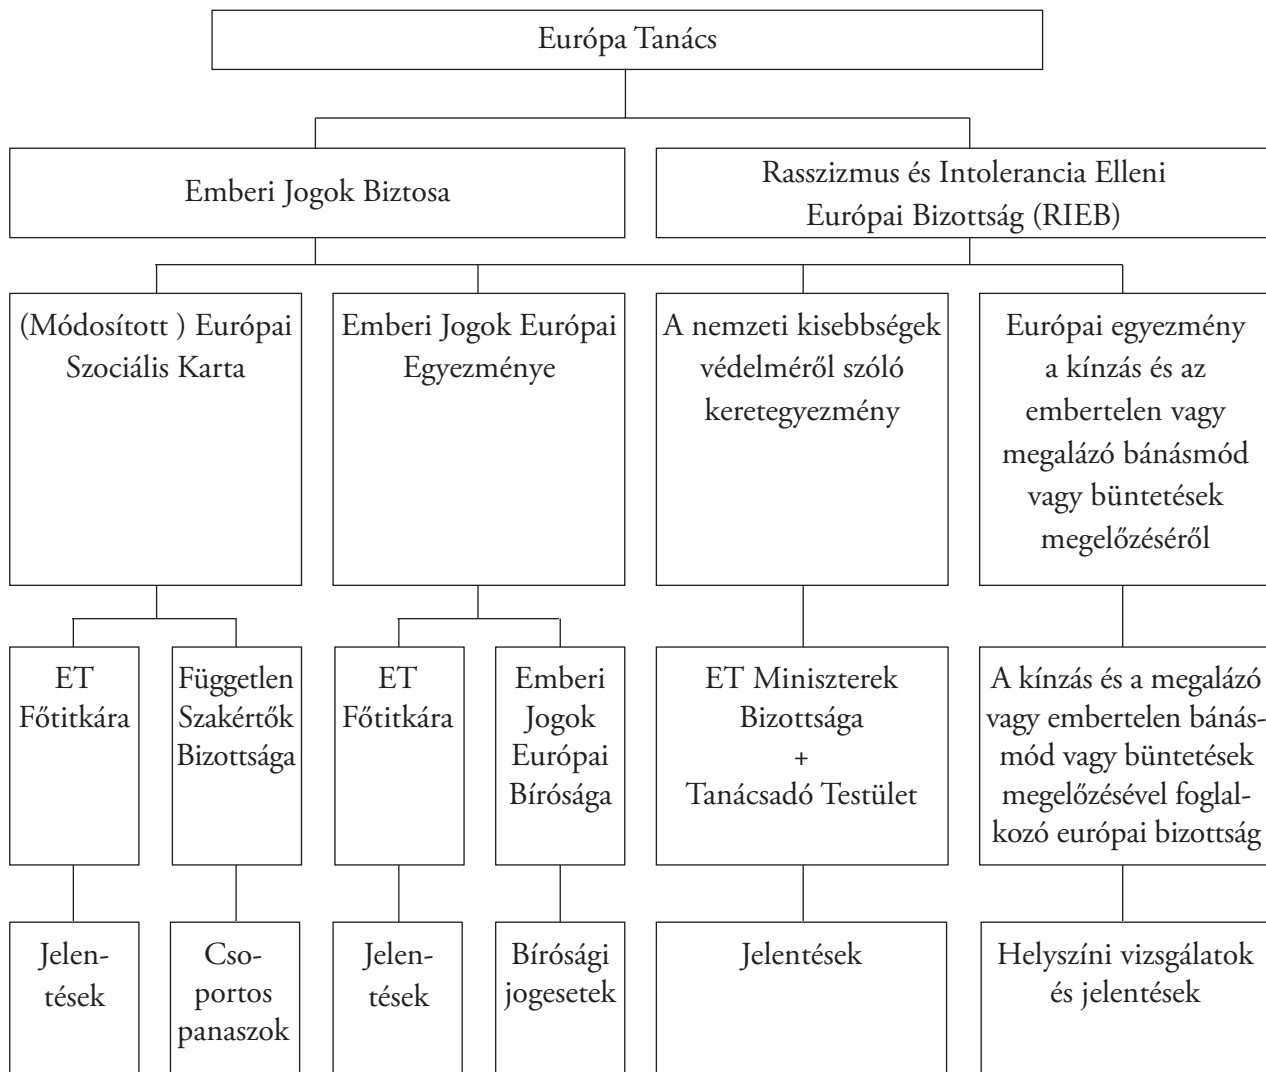 Európa Tanács
Emberi Jogok Biztosa
Rasszizmus és Intolerancia Elleni
Európai Bizottság (RIEB)
(Módosított ) Európai
Szociális Karta
Emberi Jogok Európai
Egyezménye
A nemzeti kisebbségek
védelméről szóló
keretegyezmény
Európai egyezmény
a kínzás és az
embertelen vagy
megalázó bánásmód
vagy büntetések
megelőzéséről
ET
Főtitkára
Független
Szakértők
Bizottsága
ET
Főtitkára
Emberi
Jogok
Európai
Bírósága
ET Miniszterek
Bizottsága
+
Tanácsadó Testület
A kínzás és a megalázó
vagy embertelen bánás-
mód vagy büntetések
megelőzésével foglal-
kozó európai bizottság
Jelen-
tések
Cso-
portos
panaszok
Jelen-
tések
Bírósági
jogesetek
Jelentések
Helyszíni vizsgálatok
és jelentések